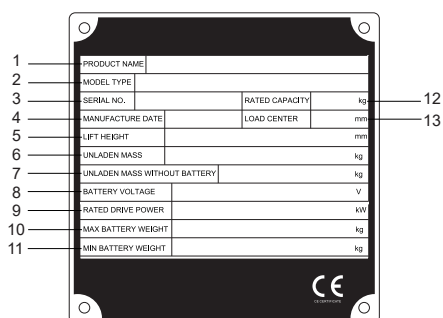 1 PRODUCT NAME
2 MODEL TYPE
3 SERIAL NO. RATED CAPACITY kg 12
4 MANUFACTURE DATE LOAD CENTER mm 13
5 LIFT HEIGHT mm
6 UNLADEN MASS kg
7 UNLADEN MASS WITHOUT BATTERY kg
8 BATTERY VOLTAGE V
9 RATED DRIVE POWER kW
10 MAX BATTERY WEIGHT kg
11 MIN BATTERY WEIGHT kg
CE
CE CERTIFICATE